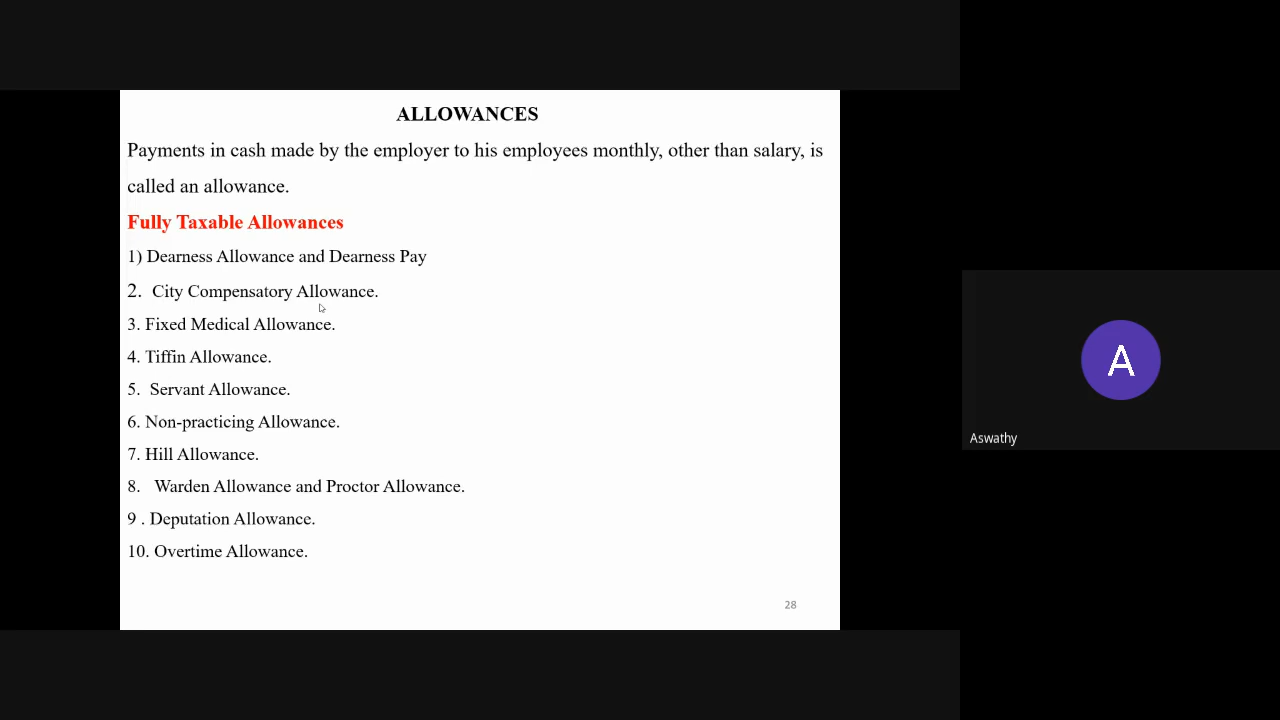 ALLOWANCES
Payments in cash made by the employer to his employees monthly, other than salary, is
called an allowance.
Fully Taxable Allowances
1) Dearness Allowance and Dearness Pay
2. City Compensatory Allowance.
3. Fixed Medical Allowance.
4. Tiffin Allowance.
5. Servant Allowance.
6. Non-practicing Allowance.
7. Hill Allowance.
8. Warden Allowance and Proctor Allowance.
9 . Deputation Allowance.
10. Overtime Allowance.
28
A
Aswathy